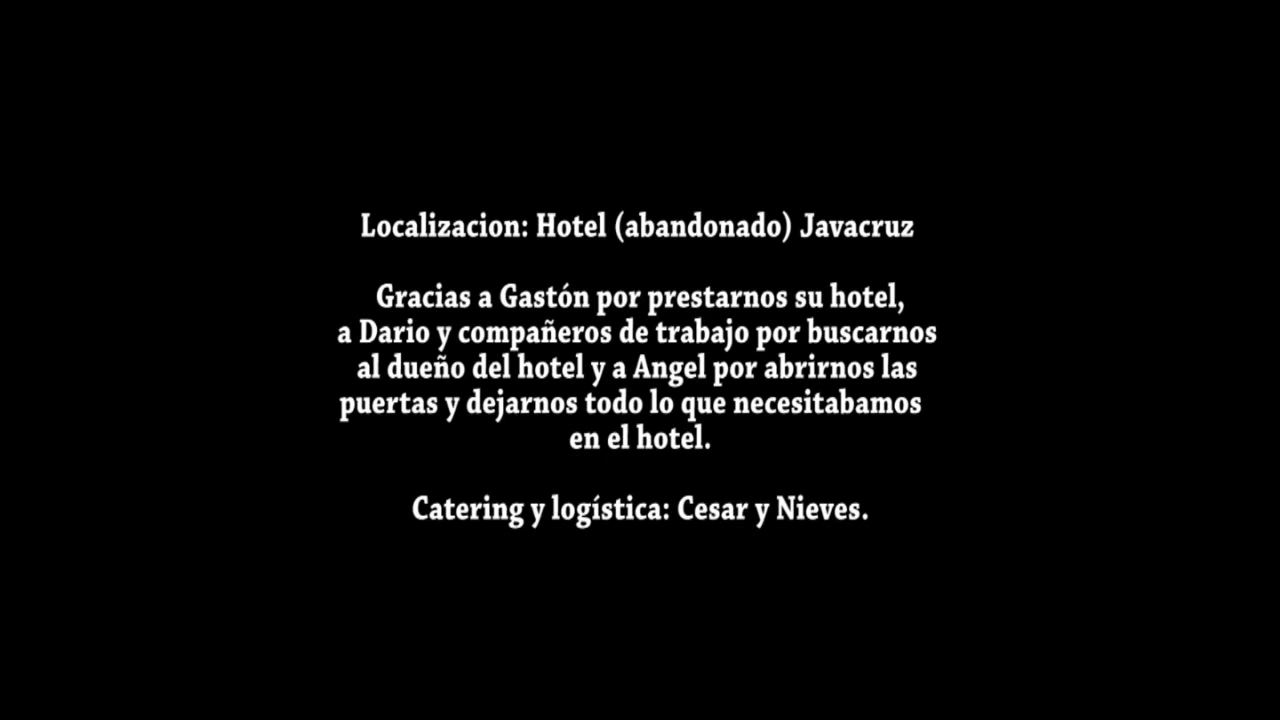 Localizacion: Hotel (abandonado) Javacruz
Gracias a Gastón por prestarnos su hotel,
a Dario y compañeros de trabajo por buscarnos
al dueño del hotel y a Angel por abrirnos las
puertas y dejarnos todo lo que necesitabamos
en el hotel.
Catering y logística: Cesar y Nieves.